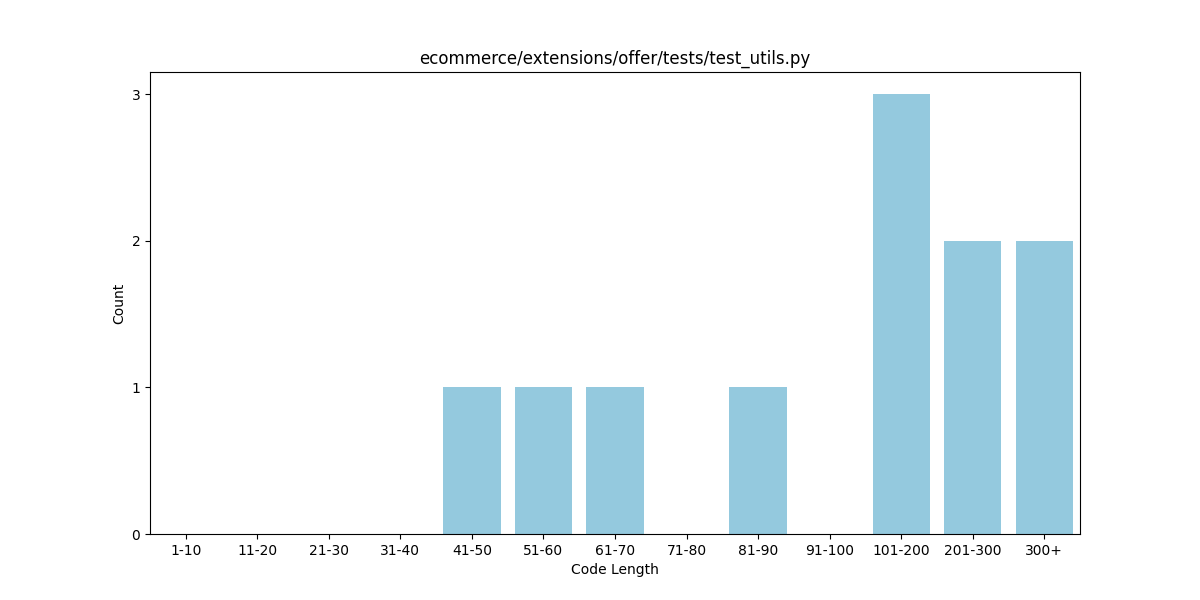 ecommerce/extensions/offer/tests/test_utils.py
3
2
1
0
Count
1-10 11-20 21-30 31-40 41-50 51-60 61-70 71-80 81-90 91-100 101-200 201-300 300+
Code Length